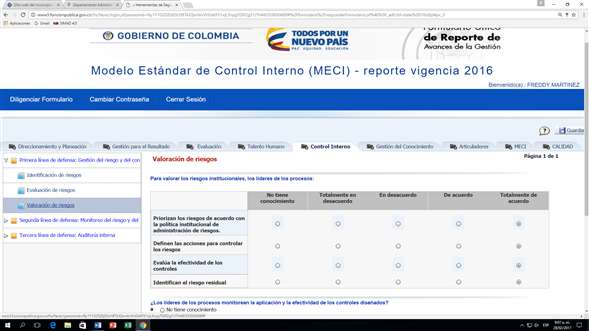 GOBIERNO DE COLOMBIA
TODOS POR UN
NUEVO PAÍS
PAZ EQUIDAD EDUCACIÓN
de Reporte de
Avances de la Gestión
Modelo Estándar de Control Interno (MECI) - reporte vigencia 2016
Bienvenido(a) : FREDDY MARTINEZ
Diligenciar Formulario Cambiar Contraseña Cerrar Sesión
Guardar
Direccionamiento y Planeación Gestión para el Resultado Evaluación Talento Humano Control Interno Gestión del Conocimiento Articuladores MECI CALIDAD
Primera línea de defensa: Gestión del riesgo y del con
Identificación de riesgos
Evaluación de riesgos
Valoración de riesgos
Segunda línea de defensa: Monitoreo del riesgo y del
Tercera línea de defensa: Auditoría interna
Valoración de riesgos
Página 1 de 1
Para valorar los riesgos institucionales, los líderes de los procesos:
No tiene conocimiento Totalmente en desacuerdo En desacuerdo De acuerdo Totalmente de acuerdo
Priorizan los riesgos de acuerdo con
la política institucional de
administración de riesgos.
Definen las acciones para controlar
los riesgos
Evalúa la efectividad de los
controles
Identifican el riesgo residual
¿Los líderes de los procesos monitorean la aplicación y la efectividad de los controles diseñados?
No tiene conocimiento
ESP
28/02/2017